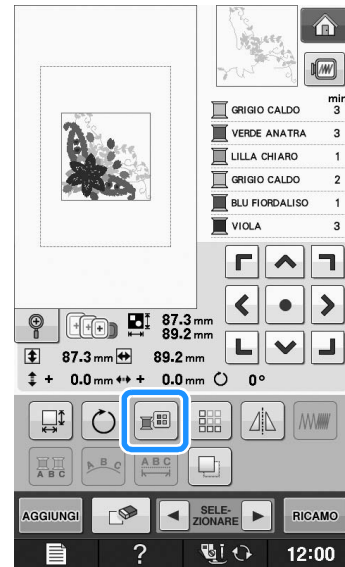 min
GRIGIO CALDO 3
VERDE ANATRA 3
LILLA CHIARO 1
GRIGIO CALDO 2
BLU FIORDALISO 1
VIOLA 3
87.3 mm
89.2 mm
87.3 mm 89.2 mm
+ 0.0 mm + 0.0 mm 0°
A B C A B C A B C
AGGIUNGI SELE-
ZIONARE RICAMO
? 12:00